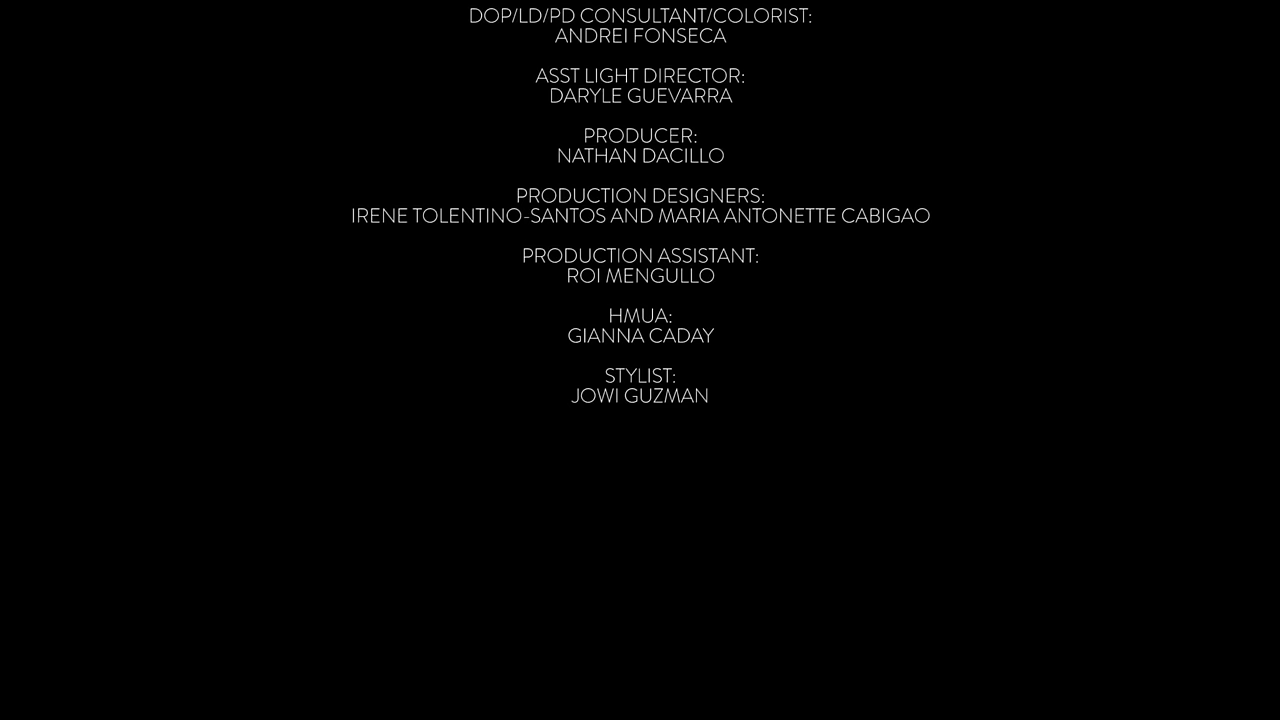 DOP/LD/PD CONSULTANT/COLORIST:
ANDREI FONSECA
ASST LIGHT DIRECTOR:
DARYLE GUEVARRA
PRODUCER:
NATHAN DACILLO
PRODUCTION DESIGNERS:
IRENE TOLENTINO-SANTOS AND MARIA ANTONETTE CABIGAO
PRODUCTION ASSISTANT:
ROI MENGULLO
HMUA:
GIANNA CADAY
STYLIST:
JOWI GUZMAN